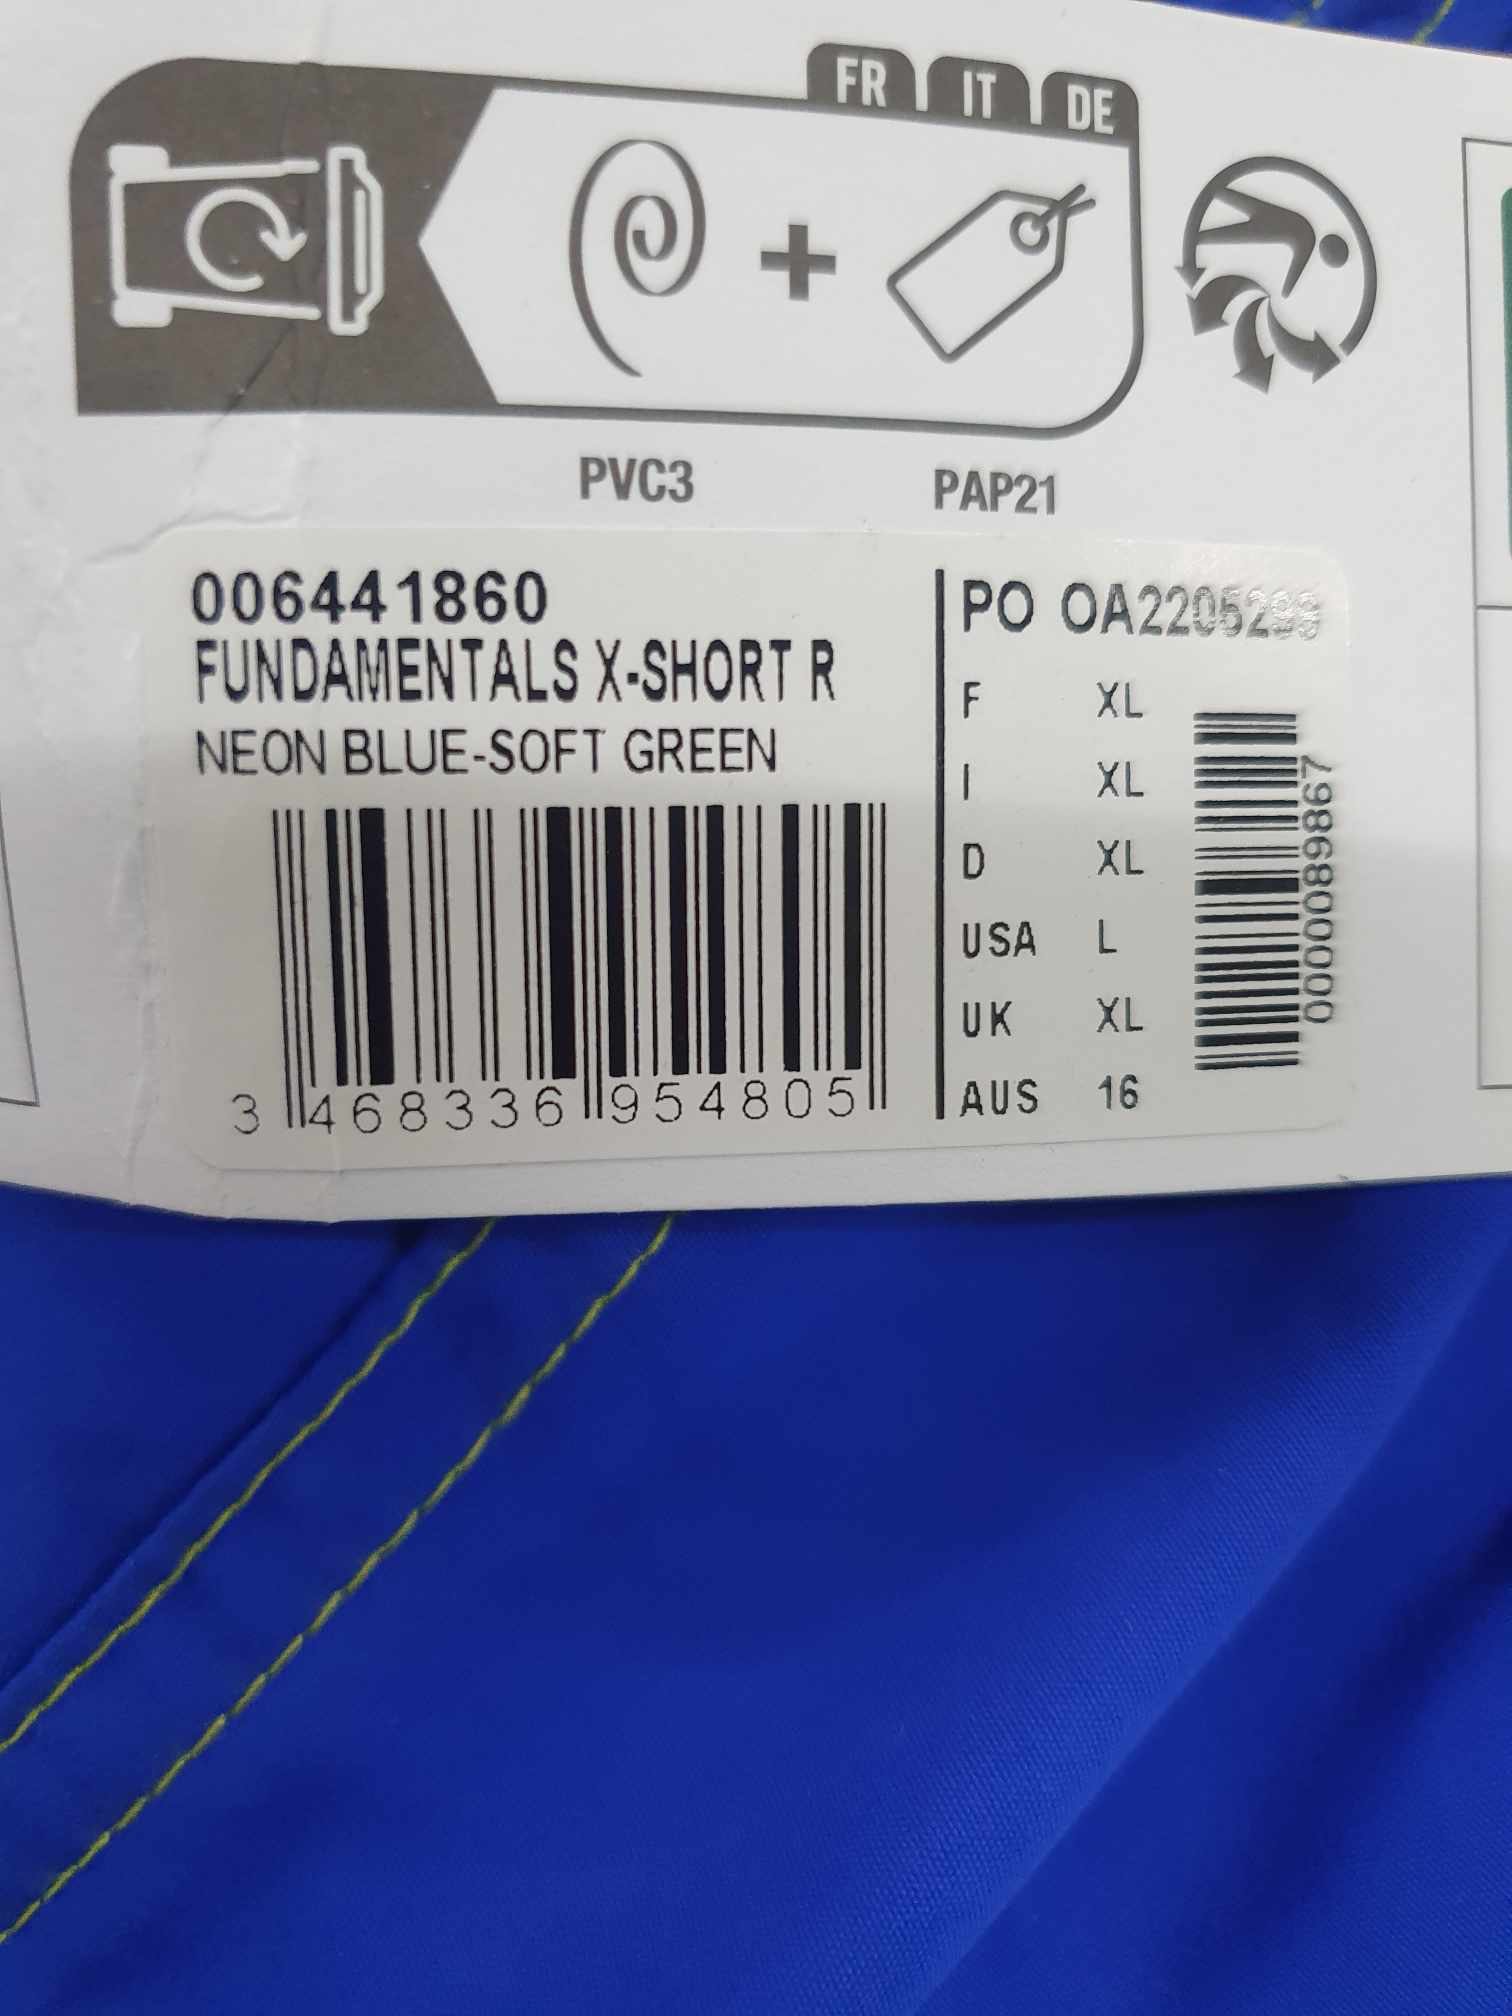 FR IT DE
PVC3 PAP21
006441860
FUNDAMENTALS X-SHORT R
NEON BLUE-SOFT GREEN
3 468336 954805
PO
F XL
I XL
D XL
USA L
UK XL
AUS 16
0000089867